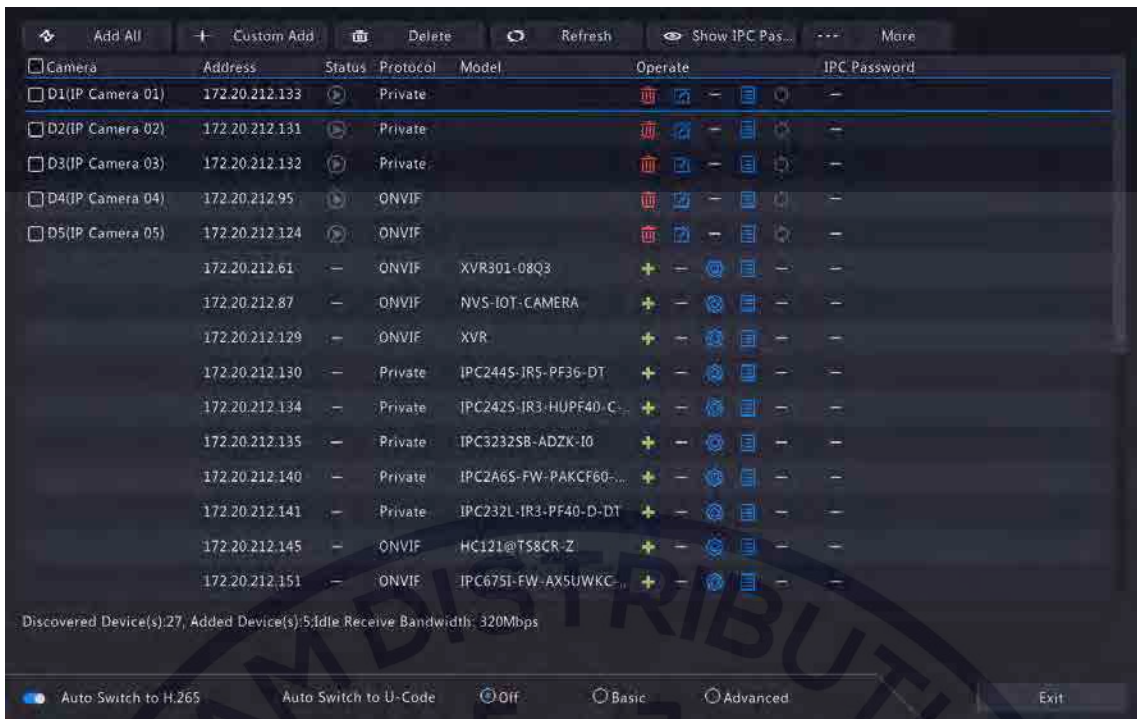 Add All Custom Add Delete Refresh Show IPC Pas... More
Camera Address Status Protocol Model Operate IPC Password
D1(IP Camera 01) 172.20.212.133 Private — —
D2(IP Camera 02) 172.20.212.131 Private — —
D3(IP Camera 03) 172.20.212.132 Private — —
D4(IP Camera 04) 172.20.212.95 ONVIF — —
D5(IP Camera 05) 172.20.212.124 ONVIF — —
172.20.212.61 — ONVIF XVR301-08Q3 — — —
172.20.212.87 — ONVIF NVS-IOT-CAMERA — — —
172.20.212.129 — ONVIF XVR — — —
172.20.212.130 — Private IPC244S-IR5-PF36-DT — — —
172.20.212.134 — Private IPC242S-IR3-HUPF40-C-... — — —
172.20.212.135 — Private IPC3232SB-ADZK-I0 — — —
172.20.212.140 — Private IPC2A6S-FW-PAKCF60-... — — —
172.20.212.141 — Private IPC232L-IR3-PF40-D-DT — — —
172.20.212.145 — ONVIF HC121@TS8CR-Z — — —
172.20.212.151 — ONVIF IPC675I-FW-AX5UWKC-... — — —
Discovered Device(s):27, Added Device(s):5;Idle Receive Bandwidth: 320Mbps
Auto Switch to H.265 Auto Switch to U-Code Off Basic Advanced Exit